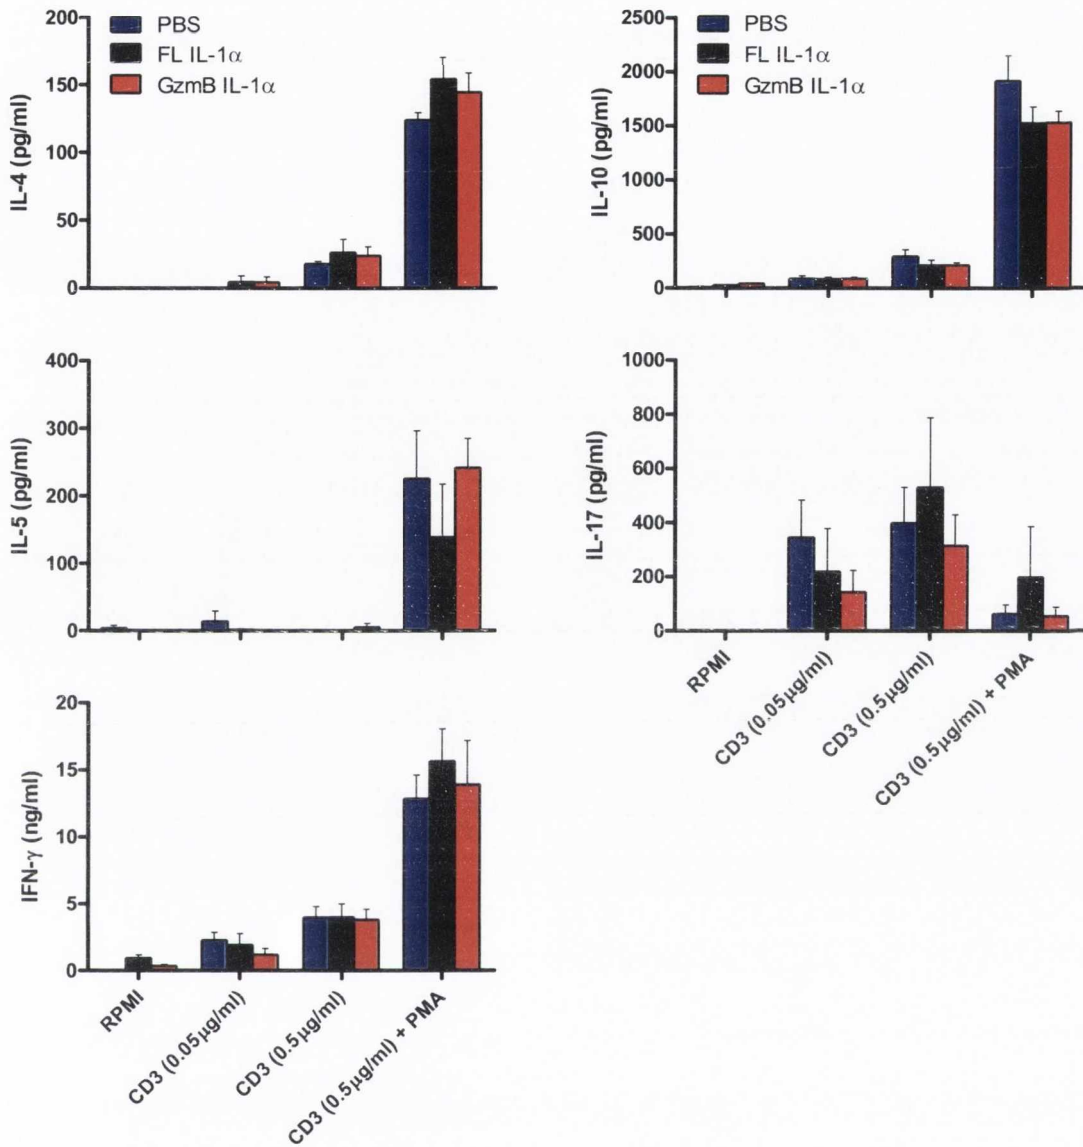 IL-4 (pg/ml)
200
150
100
50
0
PBS
FL IL-1α
GzmB IL-1α
IL-10 (pg/ml)
2500
2000
1500
1000
500
0
PBS
FL IL-1α
GzmB IL-1α
IL-5 (pg/ml)
400
300
200
100
0
IL-17 (pg/ml)
1000
800
600
400
200
0
RPMI
CD3 (0.05µg/ml)
CD3 (0.5µg/ml)
CD3 (0.5µg/ml) + PMA
IFN-γ (ng/ml)
20
15
10
5
0
RPMI
CD3 (0.05µg/ml)
CD3 (0.5µg/ml)
CD3 (0.5µg/ml) + PMA